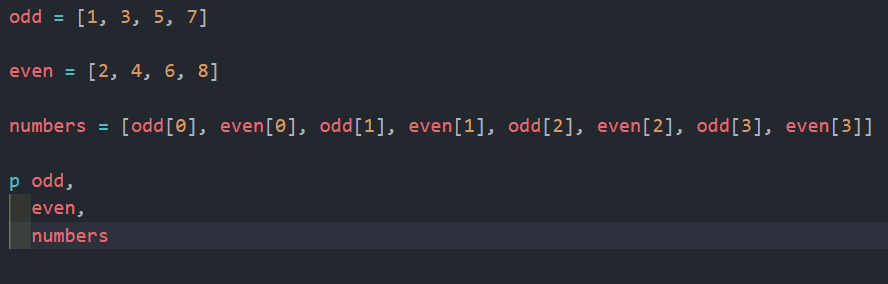 odd = [1, 3, 5, 7]
even = [2, 4, 6, 8]
numbers = [odd[0], even[0], odd[1], even[1], odd[2], even[2], odd[3], even[3]]
p odd,
  even,
  numbers